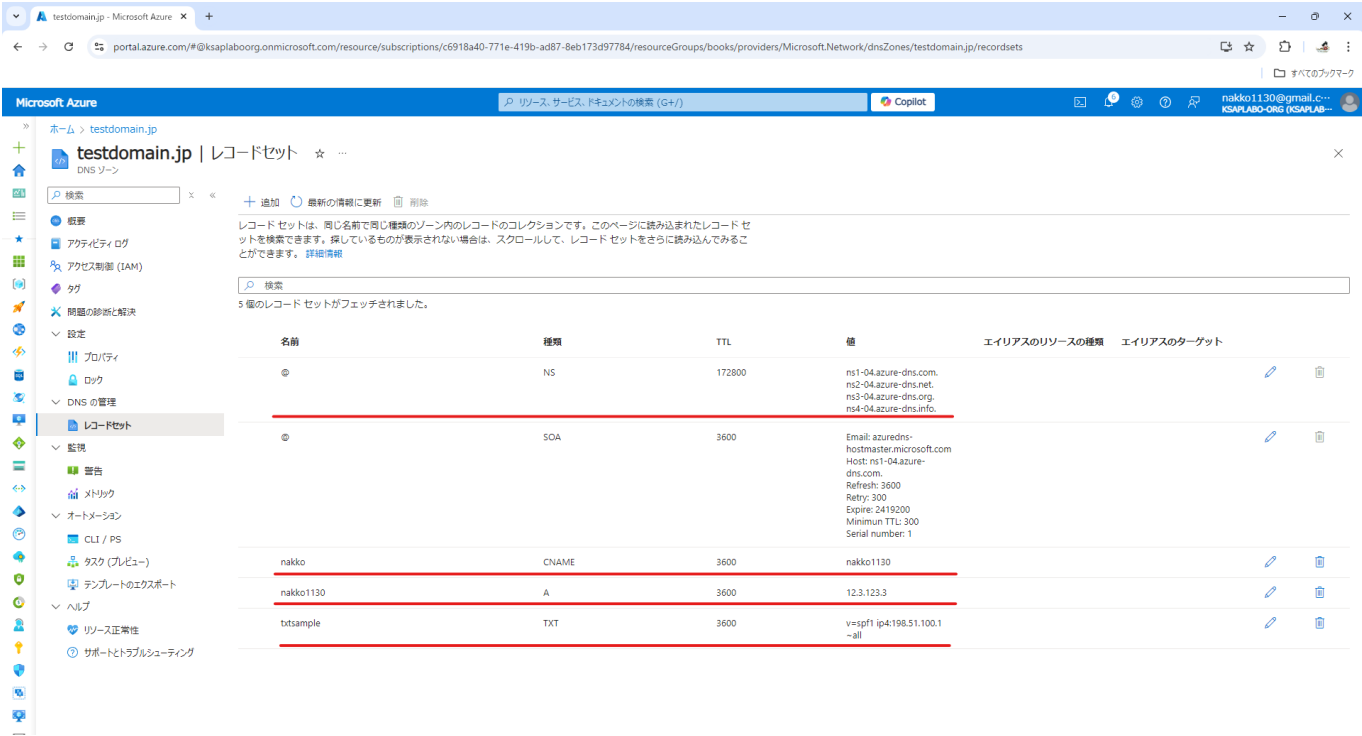 testdomain.jp - Microsoft Azure
portal.azure.com/#@ksaplaboorg.onmicrosoft.com/resource/subscriptions/c6918a40-771e-419b-ad87-8eb173d97784/resourceGroups/books/providers/Microsoft.Network/dnsZones/testdomain.jp/recordsets
すべてのブックマーク
Microsoft Azure
リソース、サービス、ドキュメントの検索 (G+/)
Copilot
6
nakko1130@gmail.c…
KSAPLABO-ORG (KSAPLAB…
ホーム > testdomain.jp
testdomain.jp | レコードセット
DNS ゾーン
検索
概要
アクティビティ ログ
アクセス制御 (IAM)
タグ
問題の診断と解決
設定
プロパティ
ロック
DNS の管理
レコードセット
監視
警告
メトリック
オートメーション
CLI / PS
タスク (プレビュー)
テンプレートのエクスポート
ヘルプ
リソース正常性
サポートとトラブルシューティング
追加 最新の情報に更新 削除
レコード セットは、同じ名前で同じ種類のゾーン内のレコードのコレクションです。このページに読み込まれたレコード セ
ットを検索できます。探しているものが表示されない場合は、スクロールして、レコード セットをさらに読み込んでみるこ
とができます。 詳細情報
検索
5 個のレコード セットがフェッチされました。
名前 種類 TTL 値 エイリアスのリソースの種類 エイリアスのターゲット
@ NS 172800 ns1-04.azure-dns.com.
ns2-04.azure-dns.net.
ns3-04.azure-dns.org.
ns4-04.azure-dns.info.
@ SOA 3600 Email: azuredns-
hostmaster.microsoft.com
Host: ns1-04.azure-
dns.com.
Refresh: 3600
Retry: 300
Expire: 2419200
Minimun TTL: 300
Serial number: 1
nakko CNAME 3600 nakko1130
nakko1130 A 3600 12.3.123.3
txtsample TXT 3600 v=spf1 ip4:198.51.100.1
~all